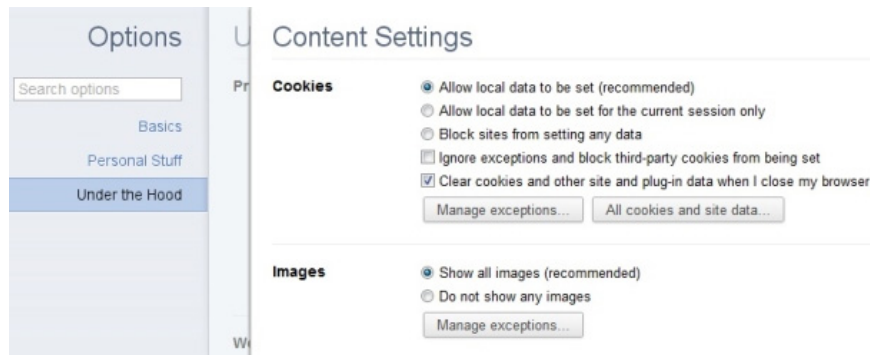 Options
Search options
Basics
Personal Stuff
Under the Hood
U
Pr
We
Content Settings
Cookies
Allow local data to be set (recommended)
Allow local data to be set for the current session only
Block sites from setting any data
Ignore exceptions and block third-party cookies from being set
Clear cookies and other site and plug-in data when I close my browser
Manage exceptions... All cookies and site data...
Images
Show all images (recommended)
Do not show any images
Manage exceptions...